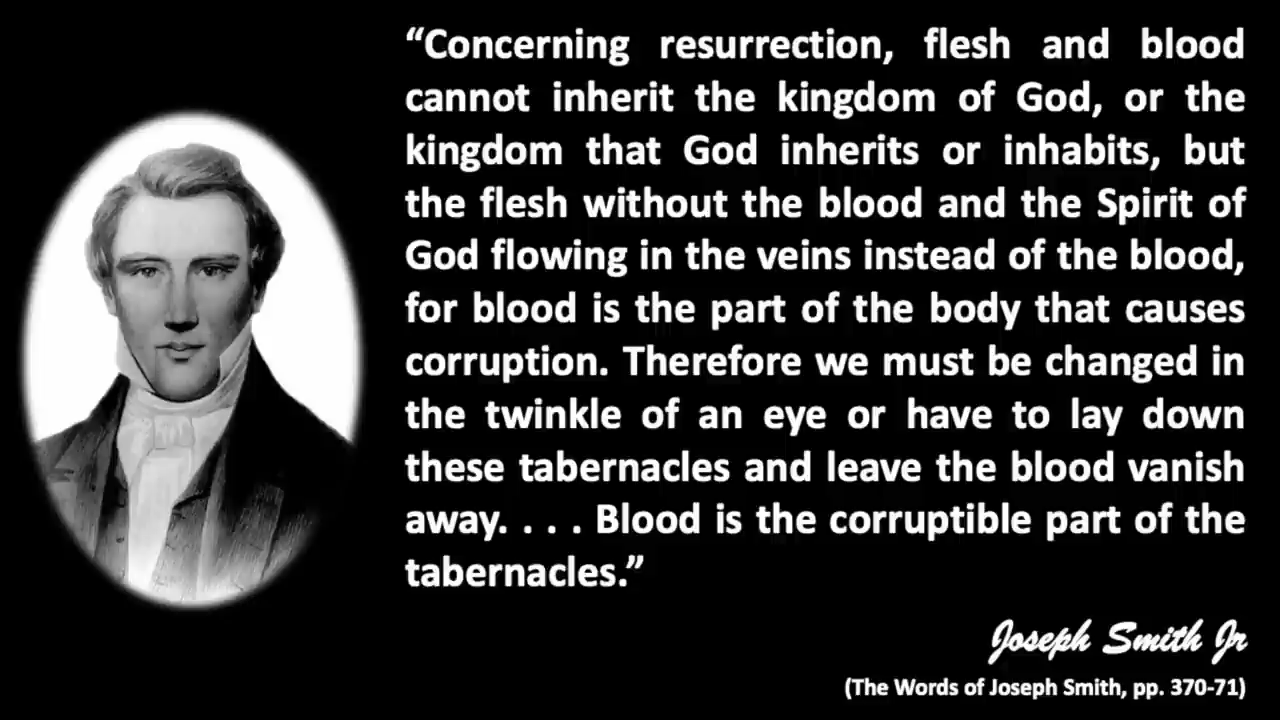 “Concerning resurrection, flesh and blood
cannot inherit the kingdom of God, or the
kingdom that God inherits or inhabits, but
the flesh without the blood and the Spirit of
God flowing in the veins instead of the blood,
for blood is the part of the body that causes
corruption. Therefore we must be changed in
the twinkle of an eye or have to lay down
these tabernacles and leave the blood vanish
away. . . . Blood is the corruptible part of the
tabernacles.”
Joseph Smith Jr
(The Words of Joseph Smith, pp. 370-71)